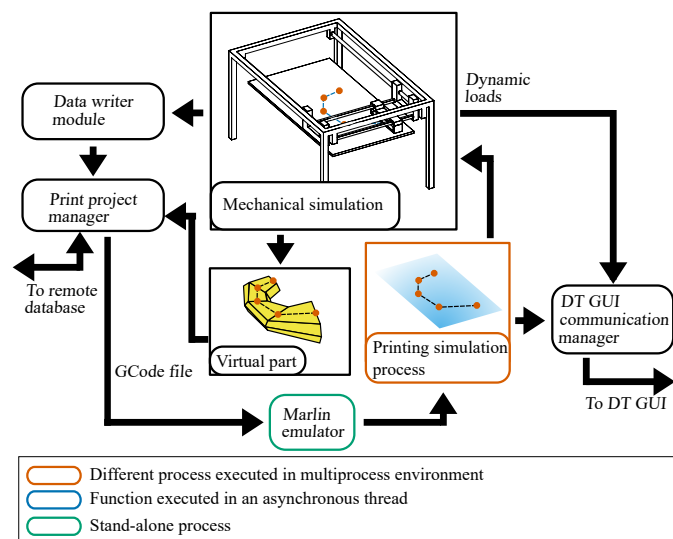 Dynamic
loads
Data writer
module
Print project
manager
Mechanical simulation
To remote
database
DT GUI
communication
manager
Virtual part
Printing simulation
process
GCode file
To DT GUI
Marlin
emulator
Different process executed in multiprocess environment
Function executed in an asynchronous thread
Stand-alone process